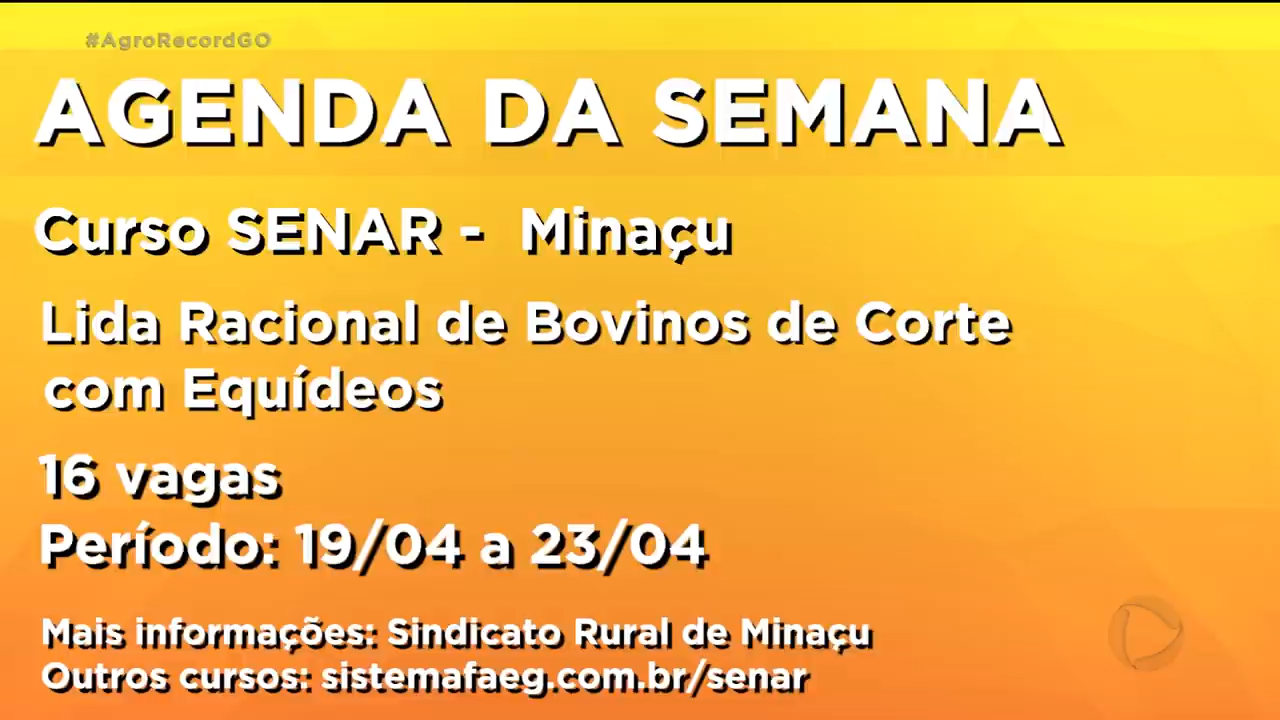 #AgroRecordGO
AGENDA DA SEMANA
Curso SENAR - Minaçu
Lida Racional de Bovinos de Corte
com Equídeos
16 vagas
Período: 19/04 a 23/04
Mais informações: Sindicato Rural de Minaçu
Outros cursos: sistemafaeg.com.br/senar